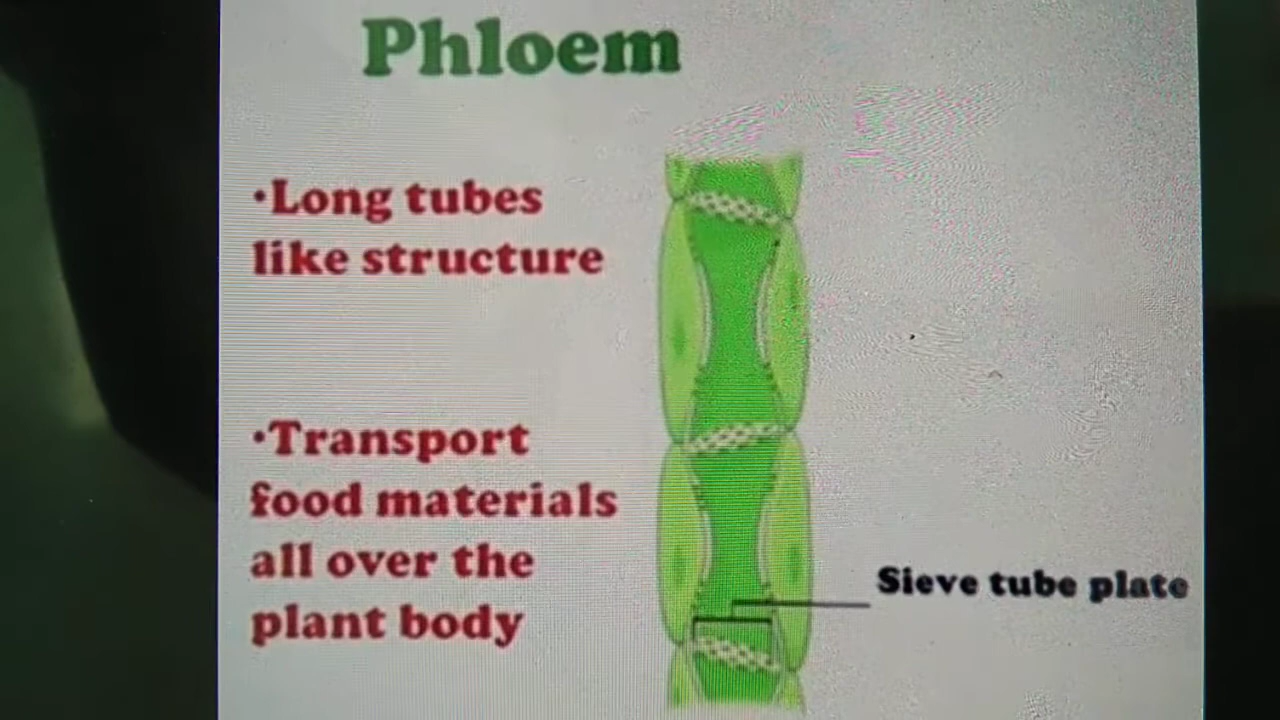 Phloem
•Long tubes
like structure
•Transport
food materials
all over the
plant body
Sieve tube plate